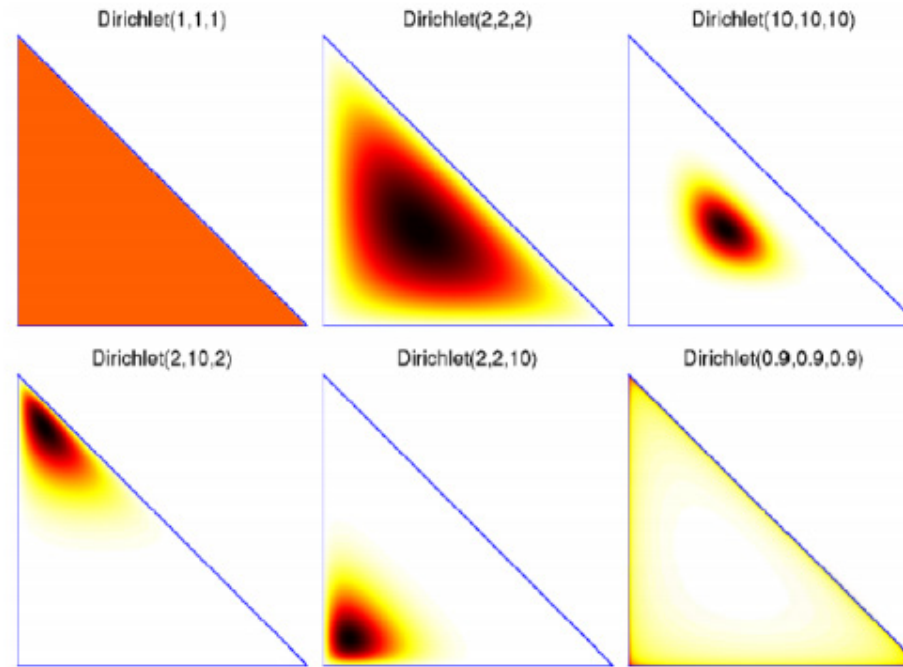 Dirichlet(1,1,1)
Dirichlet(2,2,2)
Dirichlet(10,10,10)
Dirichlet(2,10,2)
Dirichlet(2,2,10)
Dirichlet(0.9,0.9,0.9)